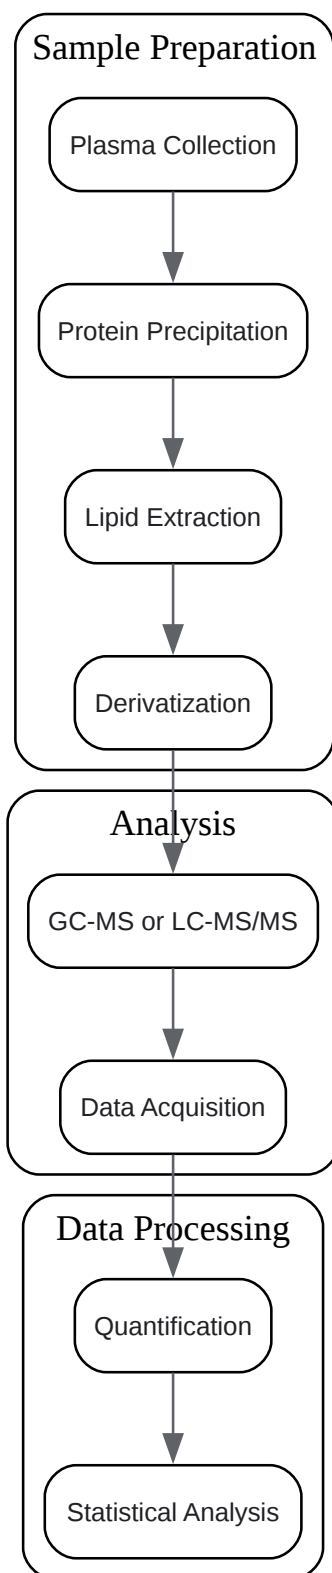 Sample Preparation
Plasma Collection
Protein Precipitation
Lipid Extraction
Derivatization
Analysis
GC-MS or LC-MS/MS
Data Acquisition
Data Processing
Quantification
Statistical Analysis